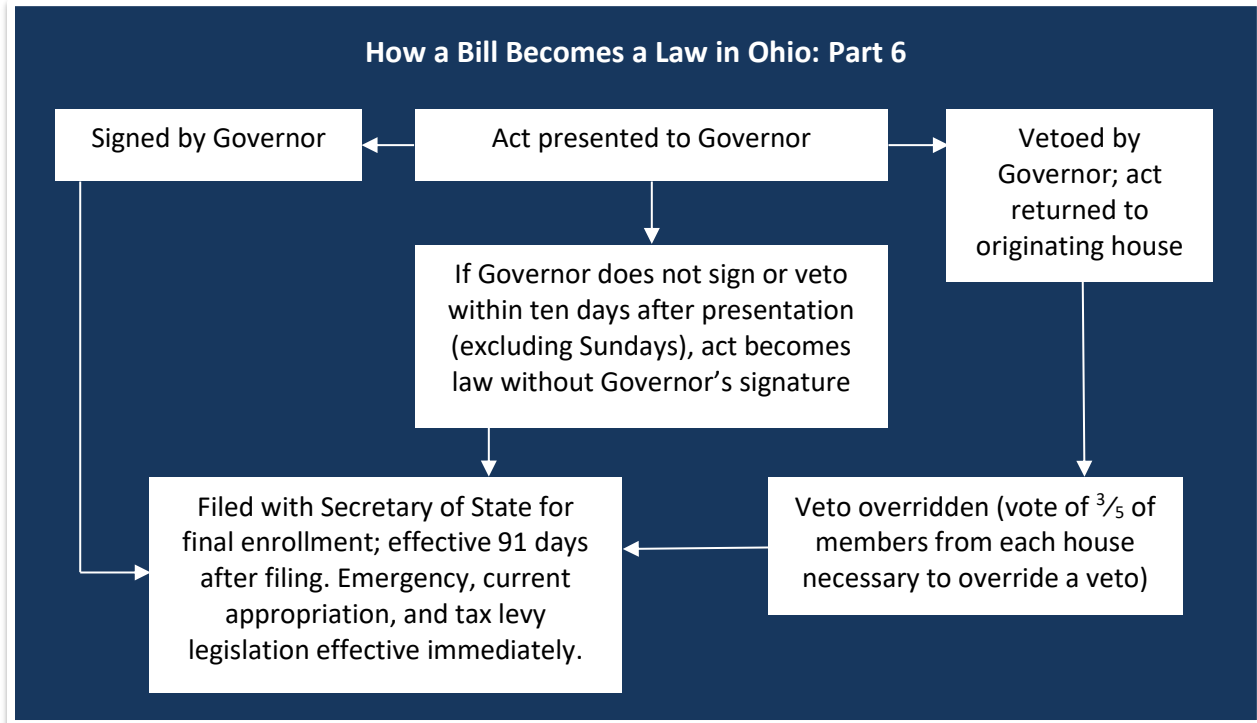 How a Bill Becomes a Law in Ohio: Part 6
Signed by Governor
Act presented to Governor
Vetoed by
Governor; act
returned to
originating house
If Governor does not sign or veto
within ten days after presentation
(excluding Sundays), act becomes
law without Governor’s signature
Filed with Secretary of State for
final enrollment; effective 91 days
after filing. Emergency, current
appropriation, and tax levy
legislation effective immediately.
Veto overridden (vote of ³⁄₅ of
members from each house
necessary to override a veto)